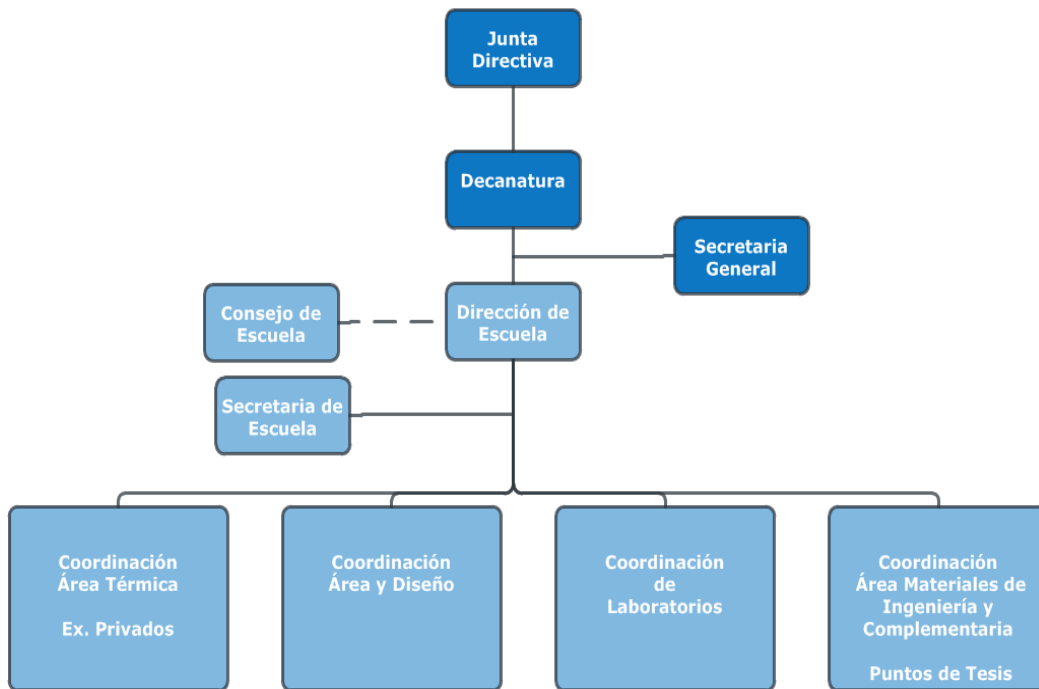 Junta
Directiva
Decanatura
Secretaria
General
Consejo de
Escuela
Dirección de
Escuela
Secretaria de
Escuela
Coordinación
Área Térmica
Ex. Privados
Coordinación
Área y Diseño
Coordinación
de
Laboratorios
Coordinación
Área Materiales de
Ingeniería y
Complementaria
Puntos de Tesis